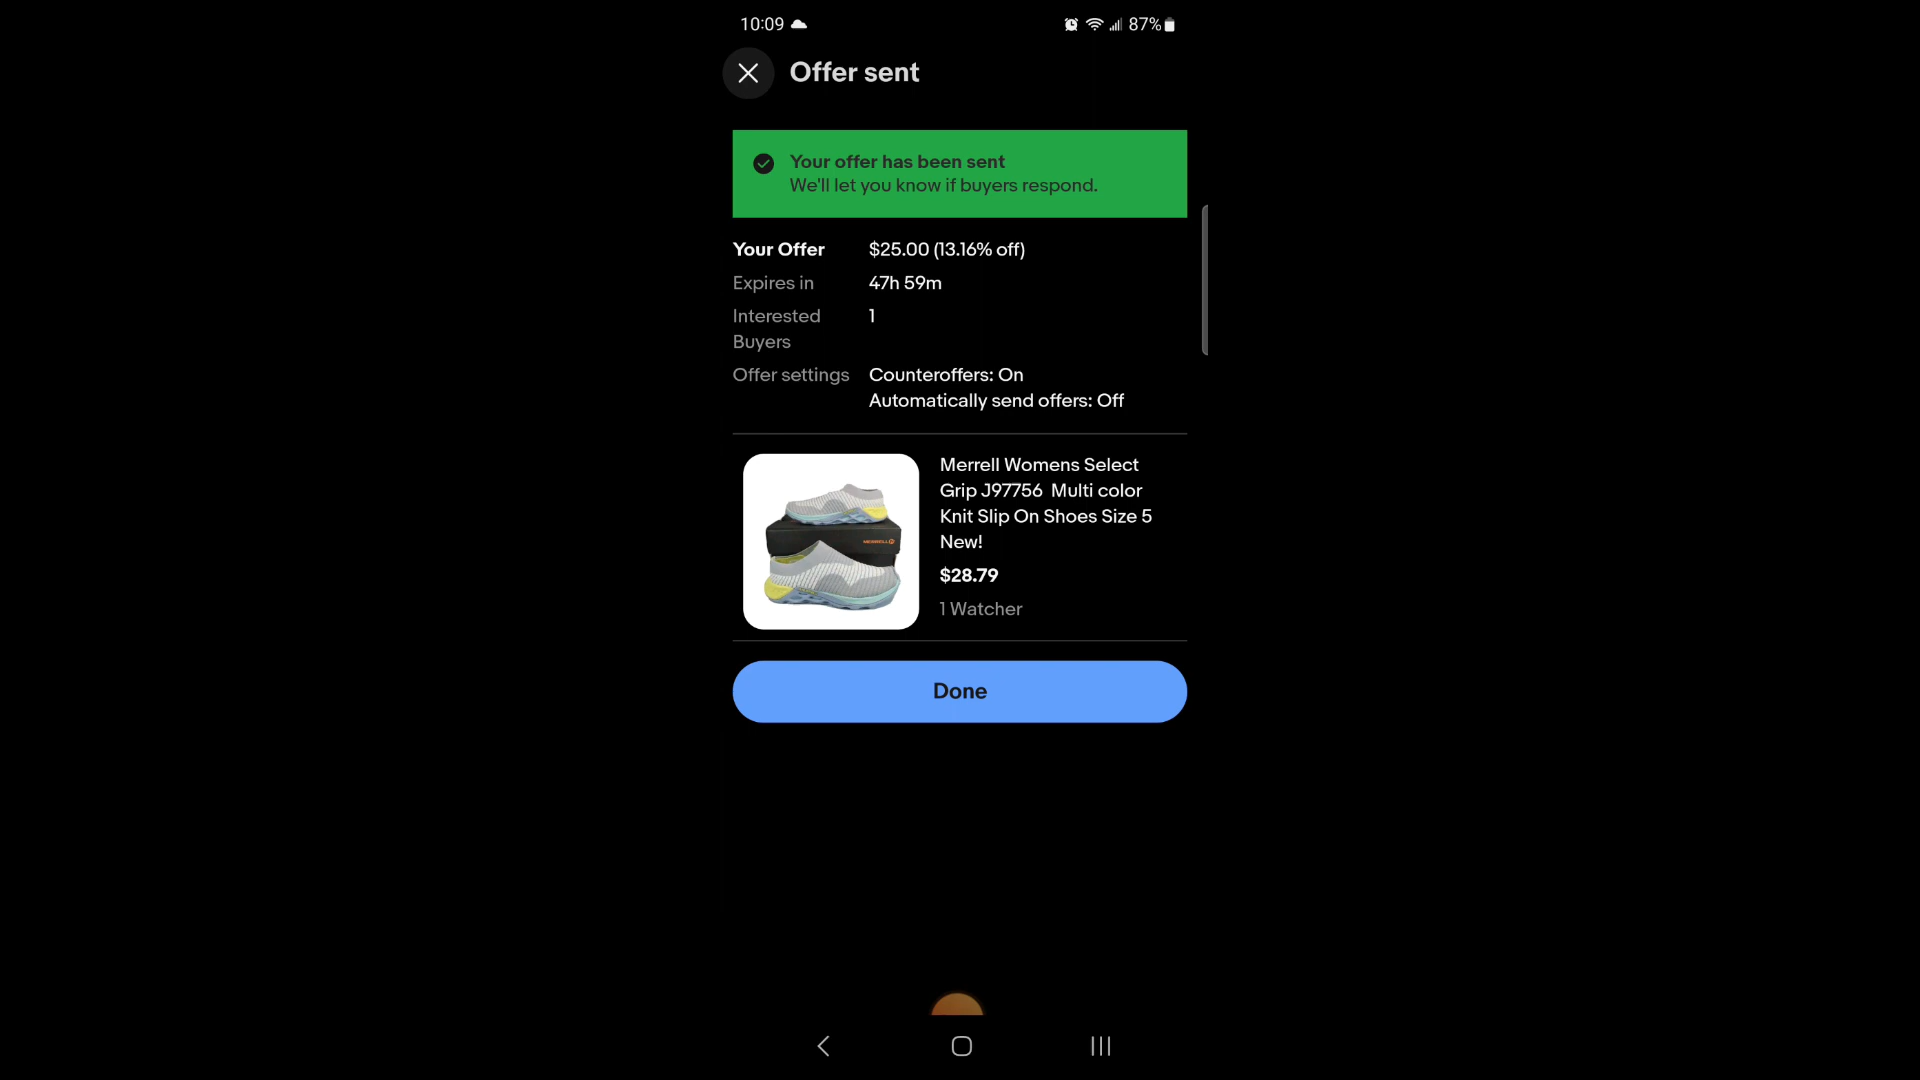 10:09 87%
Offer sent
Your offer has been sent
We'll let you know if buyers respond.
Your Offer $25.00 (13.16% off)
Expires in 47h 59m
Interested Buyers 1
Offer settings Counteroffers: On
Automatically send offers: Off
Merrell Womens Select
Grip J97756 Multi color
Knit Slip On Shoes Size 5
New!
$28.79
1 Watcher
MERRELL
Done